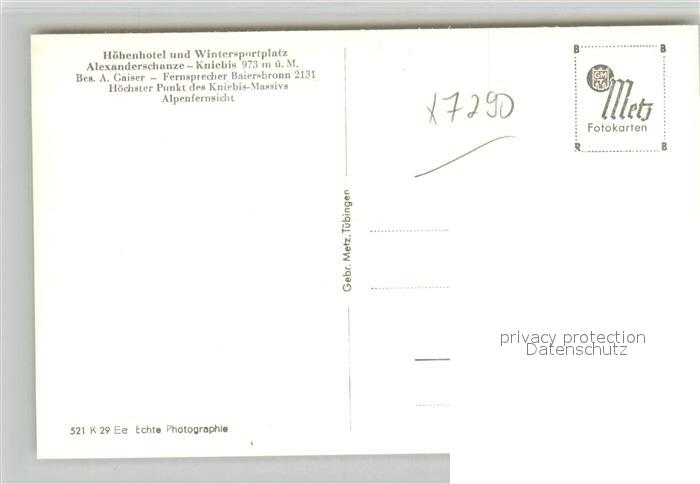 Höhenhotel und Wintersportplatz
Alexanderschanze – Kniebis 973 m ü. M.
Bes. A. Gaiser – Fernsprecher Baiersbronn 2131
Höchster Punkt des Kniebis-Massivs
Alpenfernsicht
521 K 29 Ee Echte Photographie
Gebr. Metz, Tübingen
x7290
B B
GM
Metz
Fotokarten
R B
privacy protection
Datenschutz